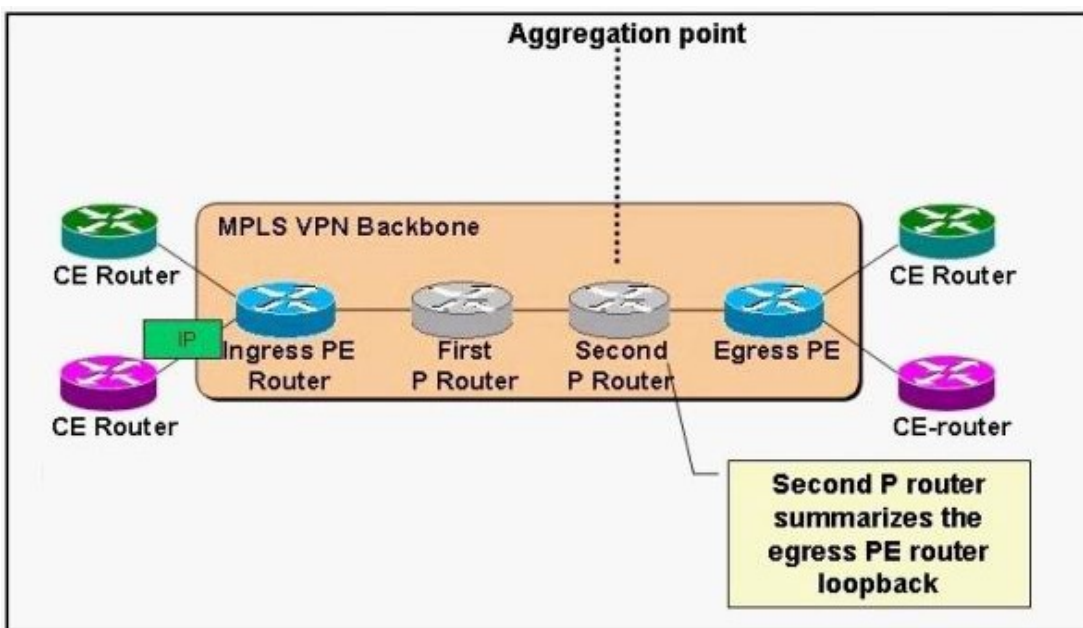 Aggregation point
MPLS VPN Backbone
CE Router
CE Router
IP
Ingress PE
Router
First
P Router
Second
P Router
Egress PE
CE Router
CE-router
Second P router
summarizes the
egress PE router
loopback